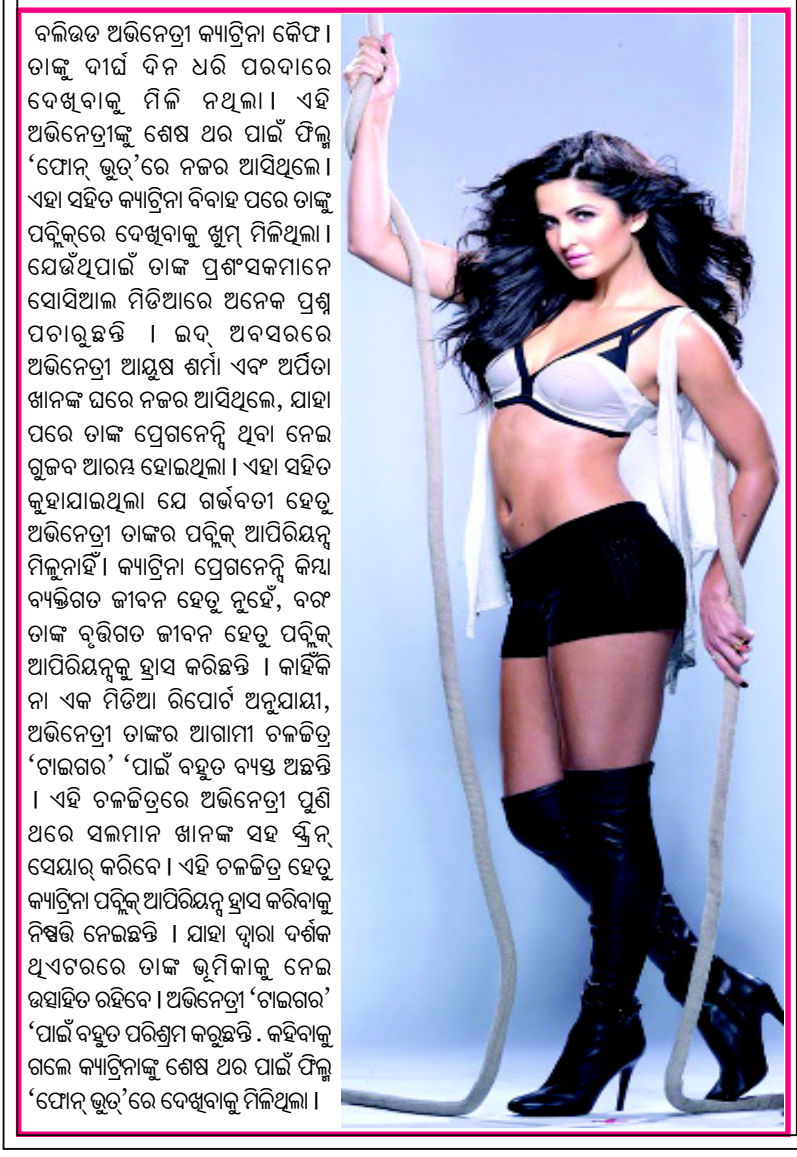 ବଲିଉଡ ଅଭିନେତ୍ରୀ କ୍ୟାଟ୍ରିନା କୈଫ।
ତାଙ୍କୁ ଦୀର୍ଘ ଦିନ ଧରି ପରଦାରେ
ଦେଖିବାକୁ ମିଳି ନଥିଲା। ଏହି
ଅଭିନେତ୍ରୀଙ୍କୁ ଶେଷ ଥର ପାଇଁ ଫିଲ୍ମ
‘ଫୋନ୍ ଭୁତ୍’ରେ ନଜର ଆସିଥିଲେ।
ଏହା ସହିତ କ୍ୟାଟ୍ରିନା ବିବାହ ପରେ ତାଙ୍କୁ
ପବ୍ଲିକ୍‌ରେ ଦେଖିବାକୁ ଖୁମ୍ ମିଳିଥିଲା।
ଯେଉଁଥିପାଇଁ ତାଙ୍କ ପ୍ରଶଂସକମାନେ
ସୋସିଆଲ ମିଡିଆରେ ଅନେକ ପ୍ରଶ୍ନ
ପଚାରୁଛନ୍ତି । ଇଦ୍ ଅବସରରେ
ଅଭିନେତ୍ରୀ ଆୟୁଷ ଶର୍ମା ଏବଂ ଅର୍ପିତା
ଖାନଙ୍କ ଘରେ ନଜର ଆସିଥିଲେ, ଯାହା
ପରେ ତାଙ୍କ ପ୍ରେଗନେନ୍ସି ଥିବା ନେଇ
ଗୁଜବ ଆରମ୍ଭ ହୋଇଥିଲା । ଏହା ସହିତ
କୁହାଯାଇଥିଲା ଯେ ଗର୍ଭବତୀ ହେତୁ
ଅଭିନେତ୍ରୀ ତାଙ୍କର ପବ୍ଲିକ୍ ଆପିରିୟନ୍ସ
ମିଳୁନାହିଁ। କ୍ୟାଟ୍ରିନା ପ୍ରେଗନେନ୍ସି କିମ୍ବା
ବ୍ୟକ୍ତିଗତ ଜୀବନ ହେତୁ ନୁହେଁ, ବରଂ
ତାଙ୍କ ବୃତ୍ତିଗତ ଜୀବନ ହେତୁ ପବ୍ଲିକ୍
ଆପିରିୟନ୍ସକୁ ହ୍ରାସ କରିଛନ୍ତି । କାହିଁକି
ନା ଏକ ମିଡିଆ ରିପୋର୍ଟ ଅନୁଯାୟୀ,
ଅଭିନେତ୍ରୀ ତାଙ୍କର ଆଗାମୀ ଚଳଚ୍ଚିତ୍ର
‘ଟାଇଗର’ ‘ପାଇଁ ବହୁତ ବ୍ୟସ୍ତ ଅଛନ୍ତି
। ଏହି ଚଳଚ୍ଚିତ୍ରରେ ଅଭିନେତ୍ରୀ ପୁଣି
ଥରେ ସଲମାନ ଖାନଙ୍କ ସହ ସ୍କ୍ରିନ୍
ସେୟାର୍ କରିବେ । ଏହି ଚଳଚ୍ଚିତ୍ର ହେତୁ
କ୍ୟାଟ୍ରିନା ପବ୍ଲିକ୍ ଆପିରିୟନ୍ସ ହ୍ରାସ କରିବାକୁ
ନିଷ୍ପତ୍ତି ନେଇଛନ୍ତି । ଯାହା ଦ୍ୱାରା ଦର୍ଶକ
ଥିଏଟରରେ ତାଙ୍କ ଭୂମିକାକୁ ନେଇ
ଉତ୍ସାହିତ ରହିବେ । ଅଭିନେତ୍ରୀ ‘ଟାଇଗର’
‘ପାଇଁ ବହୁତ ପରିଶ୍ରମ କରୁଛନ୍ତି . କହିବାକୁ
ଗଲେ କ୍ୟାଟ୍ରିନାଙ୍କୁ ଶେଷ ଥର ପାଇଁ ଫିଲ୍ମ
‘ଫୋନ୍ ଭୁତ୍’ରେ ଦେଖିବାକୁ ମିଳିଥିଲା ।